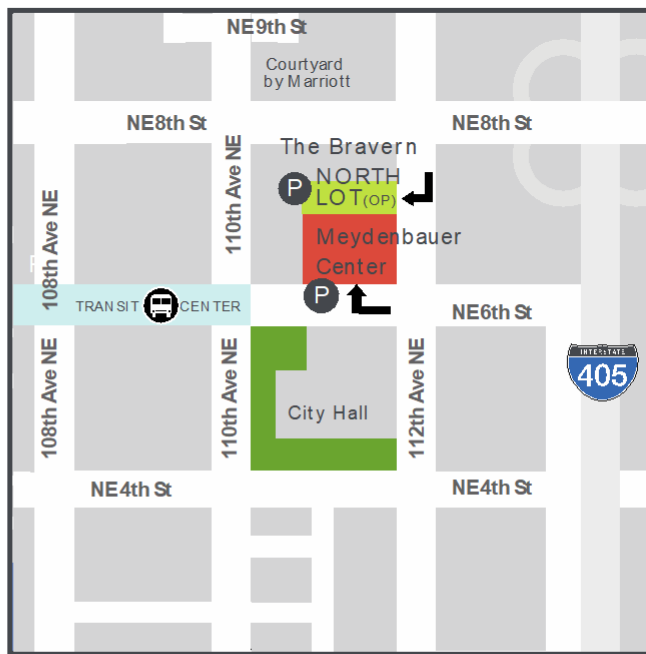 NE9th St
Courtyard
by Marriott
NE8th St
NE8th St
The Bravern
110th Ave NE
P
NORTH
LOT(OP)
108th Ave NE
Meydenbauer
Center
P
TRANSIT
CENTER
NE6th St
INTERSTATE
405
108th Ave NE
110th Ave NE
City Hall
112th Ave NE
NE4th St
NE4th St